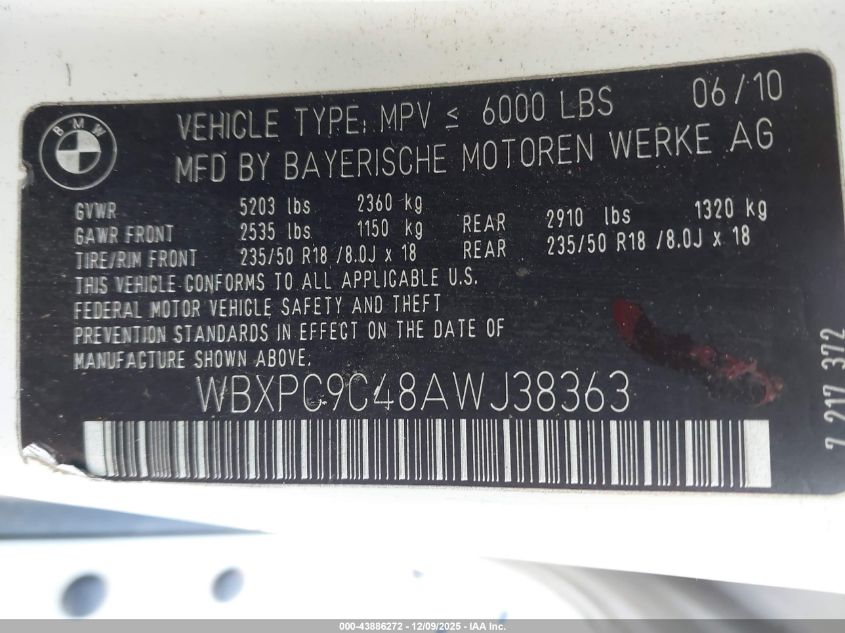 BMW
VEHICLE TYPE: MPV ≤ 6000 LBS 06/10
MFD BY BAYERISCHE MOTOREN WERKE AG
GVWR 5203 lbs 2360 kg
GAWR FRONT 2535 lbs 1150 kg REAR 2910 lbs 1320 kg
TIRE/RIM FRONT 235/50 R18 /8.0J x 18 REAR 235/50 R18 /8.0J x 18
THIS VEHICLE CONFORMS TO ALL APPLICABLE U.S.
FEDERAL MOTOR VEHICLE SAFETY AND THEFT
PREVENTION STANDARDS IN EFFECT ON THE DATE OF
MANUFACTURE SHOWN ABOVE.
WBXPC9C48AWJ38363
7 217 372
000-43886272 - 12/09/2025 - IAA Inc.